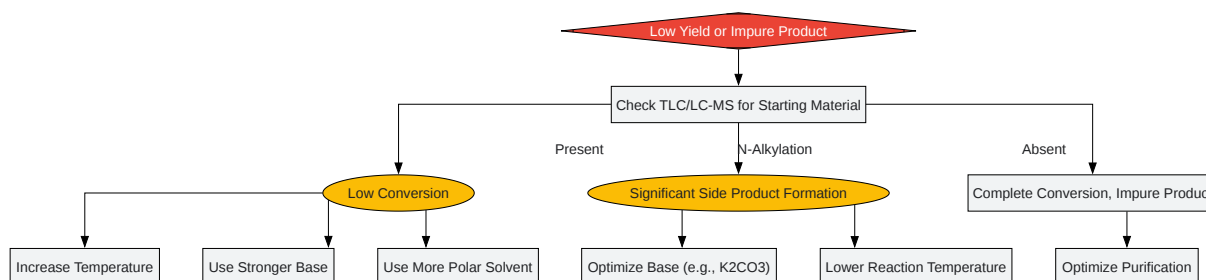 Low Yield or Impure Product
Check TLC/LC-MS for Starting Material
Present
N-Alkylation
Absent
Low Conversion
Significant Side Product Formation
Complete Conversion, Impure Product
Increase Temperature
Use Stronger Base
Use More Polar Solvent
Optimize Base (e.g., K2CO3)
Lower Reaction Temperature
Optimize Purification